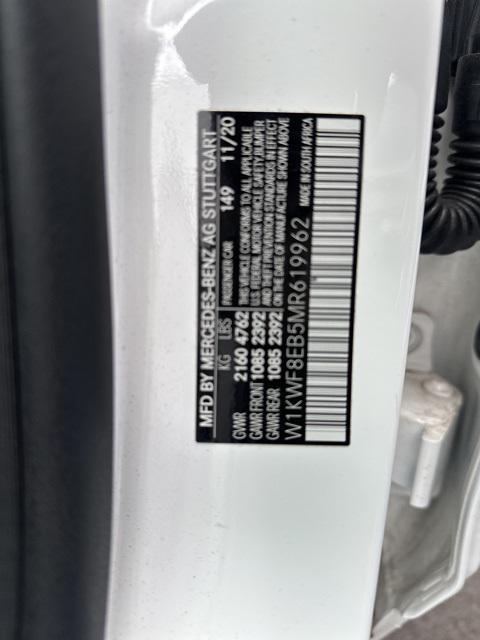 MFD BY MERCEDES-BENZ AG STUTTGART
KG LBS PASSENGER CAR 149 11/20
GWR 2160 4762
GAWR FRONT 1085 2392
GAWR REAR 1085 2392
THIS VEHICLE CONFORMS TO ALL APPLICABLE
U.S. FEDERAL MOTOR VEHICLE SAFETY,BUMPER
AND THEFT PREVENTION STANDARDS IN EFFECT
ON THE DATE OF MANUFACTURE SHOWN ABOVE
W1KWF8EB5MR619962
MADE IN SOUTH AFRICA